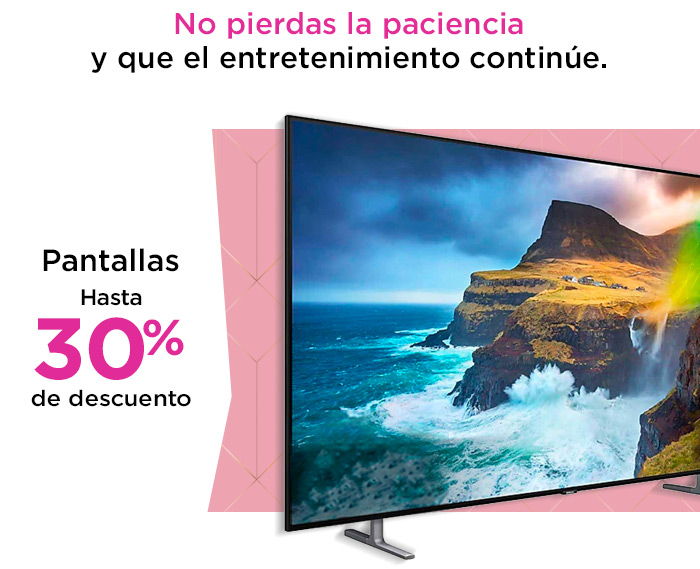 No pierdas la paciencia
y que el entretenimiento continúe.
Pantallas
Hasta
30%
de descuento